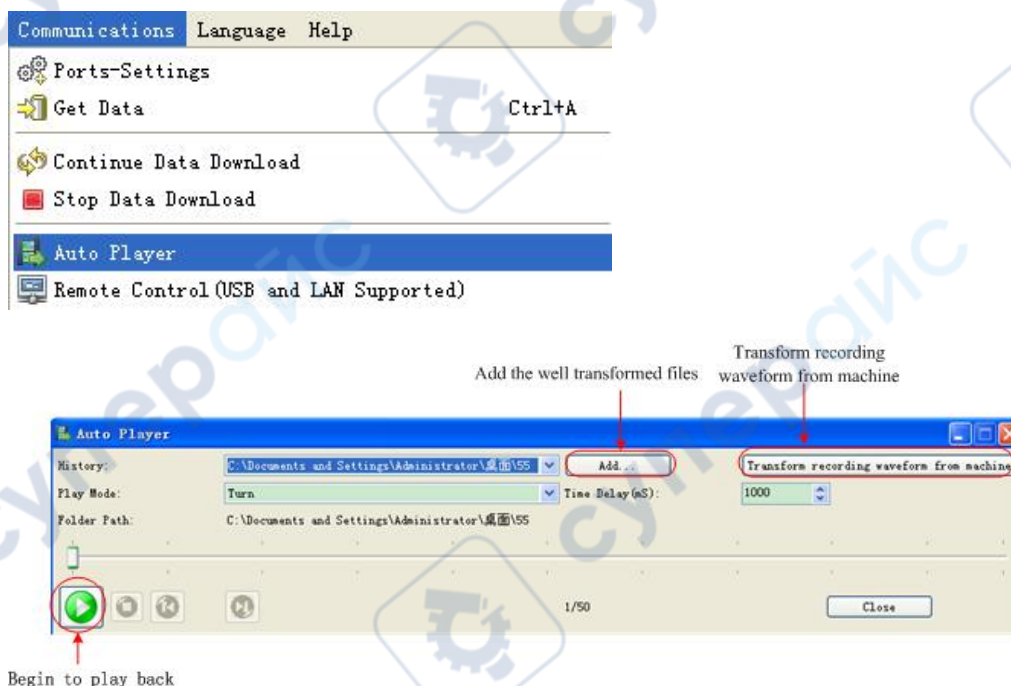 Communications Language Help
Ports-Settings
Get Data Ctrl+A
Continue Data Download
Stop Data Download
Auto Player
Remote Control(USB and LAN Supported)
Transform recording
waveform from machine
Add the well transformed files
Auto Player
History: C:\Documents and Settings\Administrator\桌面\55 Add... Transform recording waveform from machine
Play Mode: Turn Time Delay(mS): 1000
Folder Path: C:\Documents and Settings\Administrator\桌面\55
1/50 Close
Begin to play back
суперайс